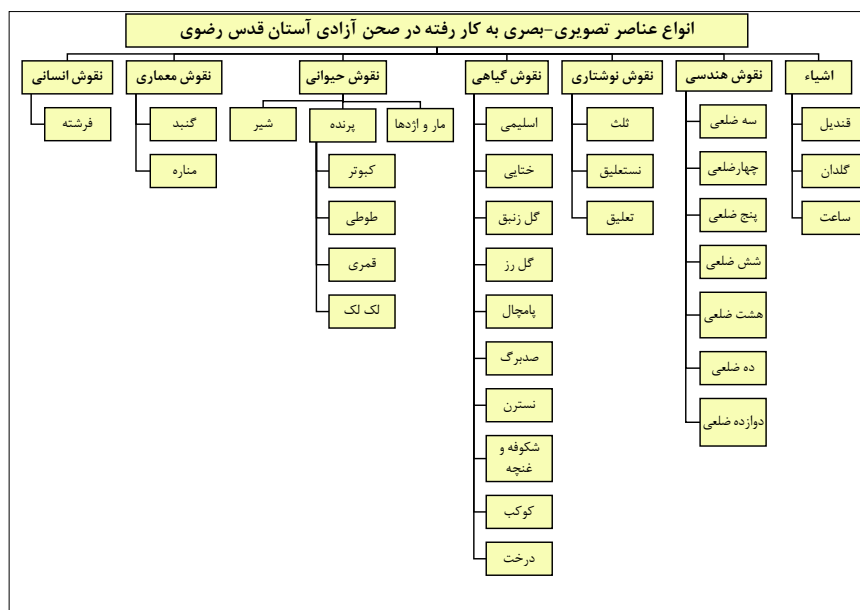 انواع عناصر تصویری-بصری به کار رفته در صحن آزادی آستان قدس رضوی
اشیاء
قندیل
گلدان
ساعت
نقوش هندسی
سه ضلعی
چهارضلعی
پنج ضلعی
شش ضلعی
هشت ضلعی
ده ضلعی
دوازده ضلعی
نقوش نوشتاری
ثلث
نستعلیق
تعلیق
نقوش گیاهی
اسلیمی
ختایی
گل زنبق
گل رز
پامچال
صدبرگ
نسترن
شکوفه و
غنچه
کوکب
درخت
نقوش حیوانی
مار و اژدها
پرنده
کبوتر
طوطی
قمری
لک لک
شیر
نقوش معماری
گنبد
مناره
نقوش انسانی
فرشته